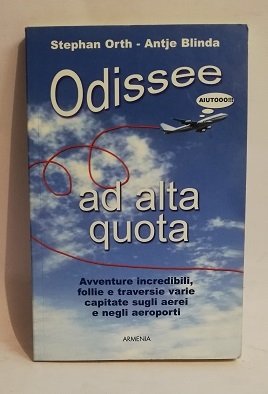 Stephan Orth - Antje Blinda
Odissee
AIUTOOO!!!
ad alta
quota
Avventure incredibili,
follie e traversie varie
capitate sugli aerei
e negli aeroporti
ARMENIA